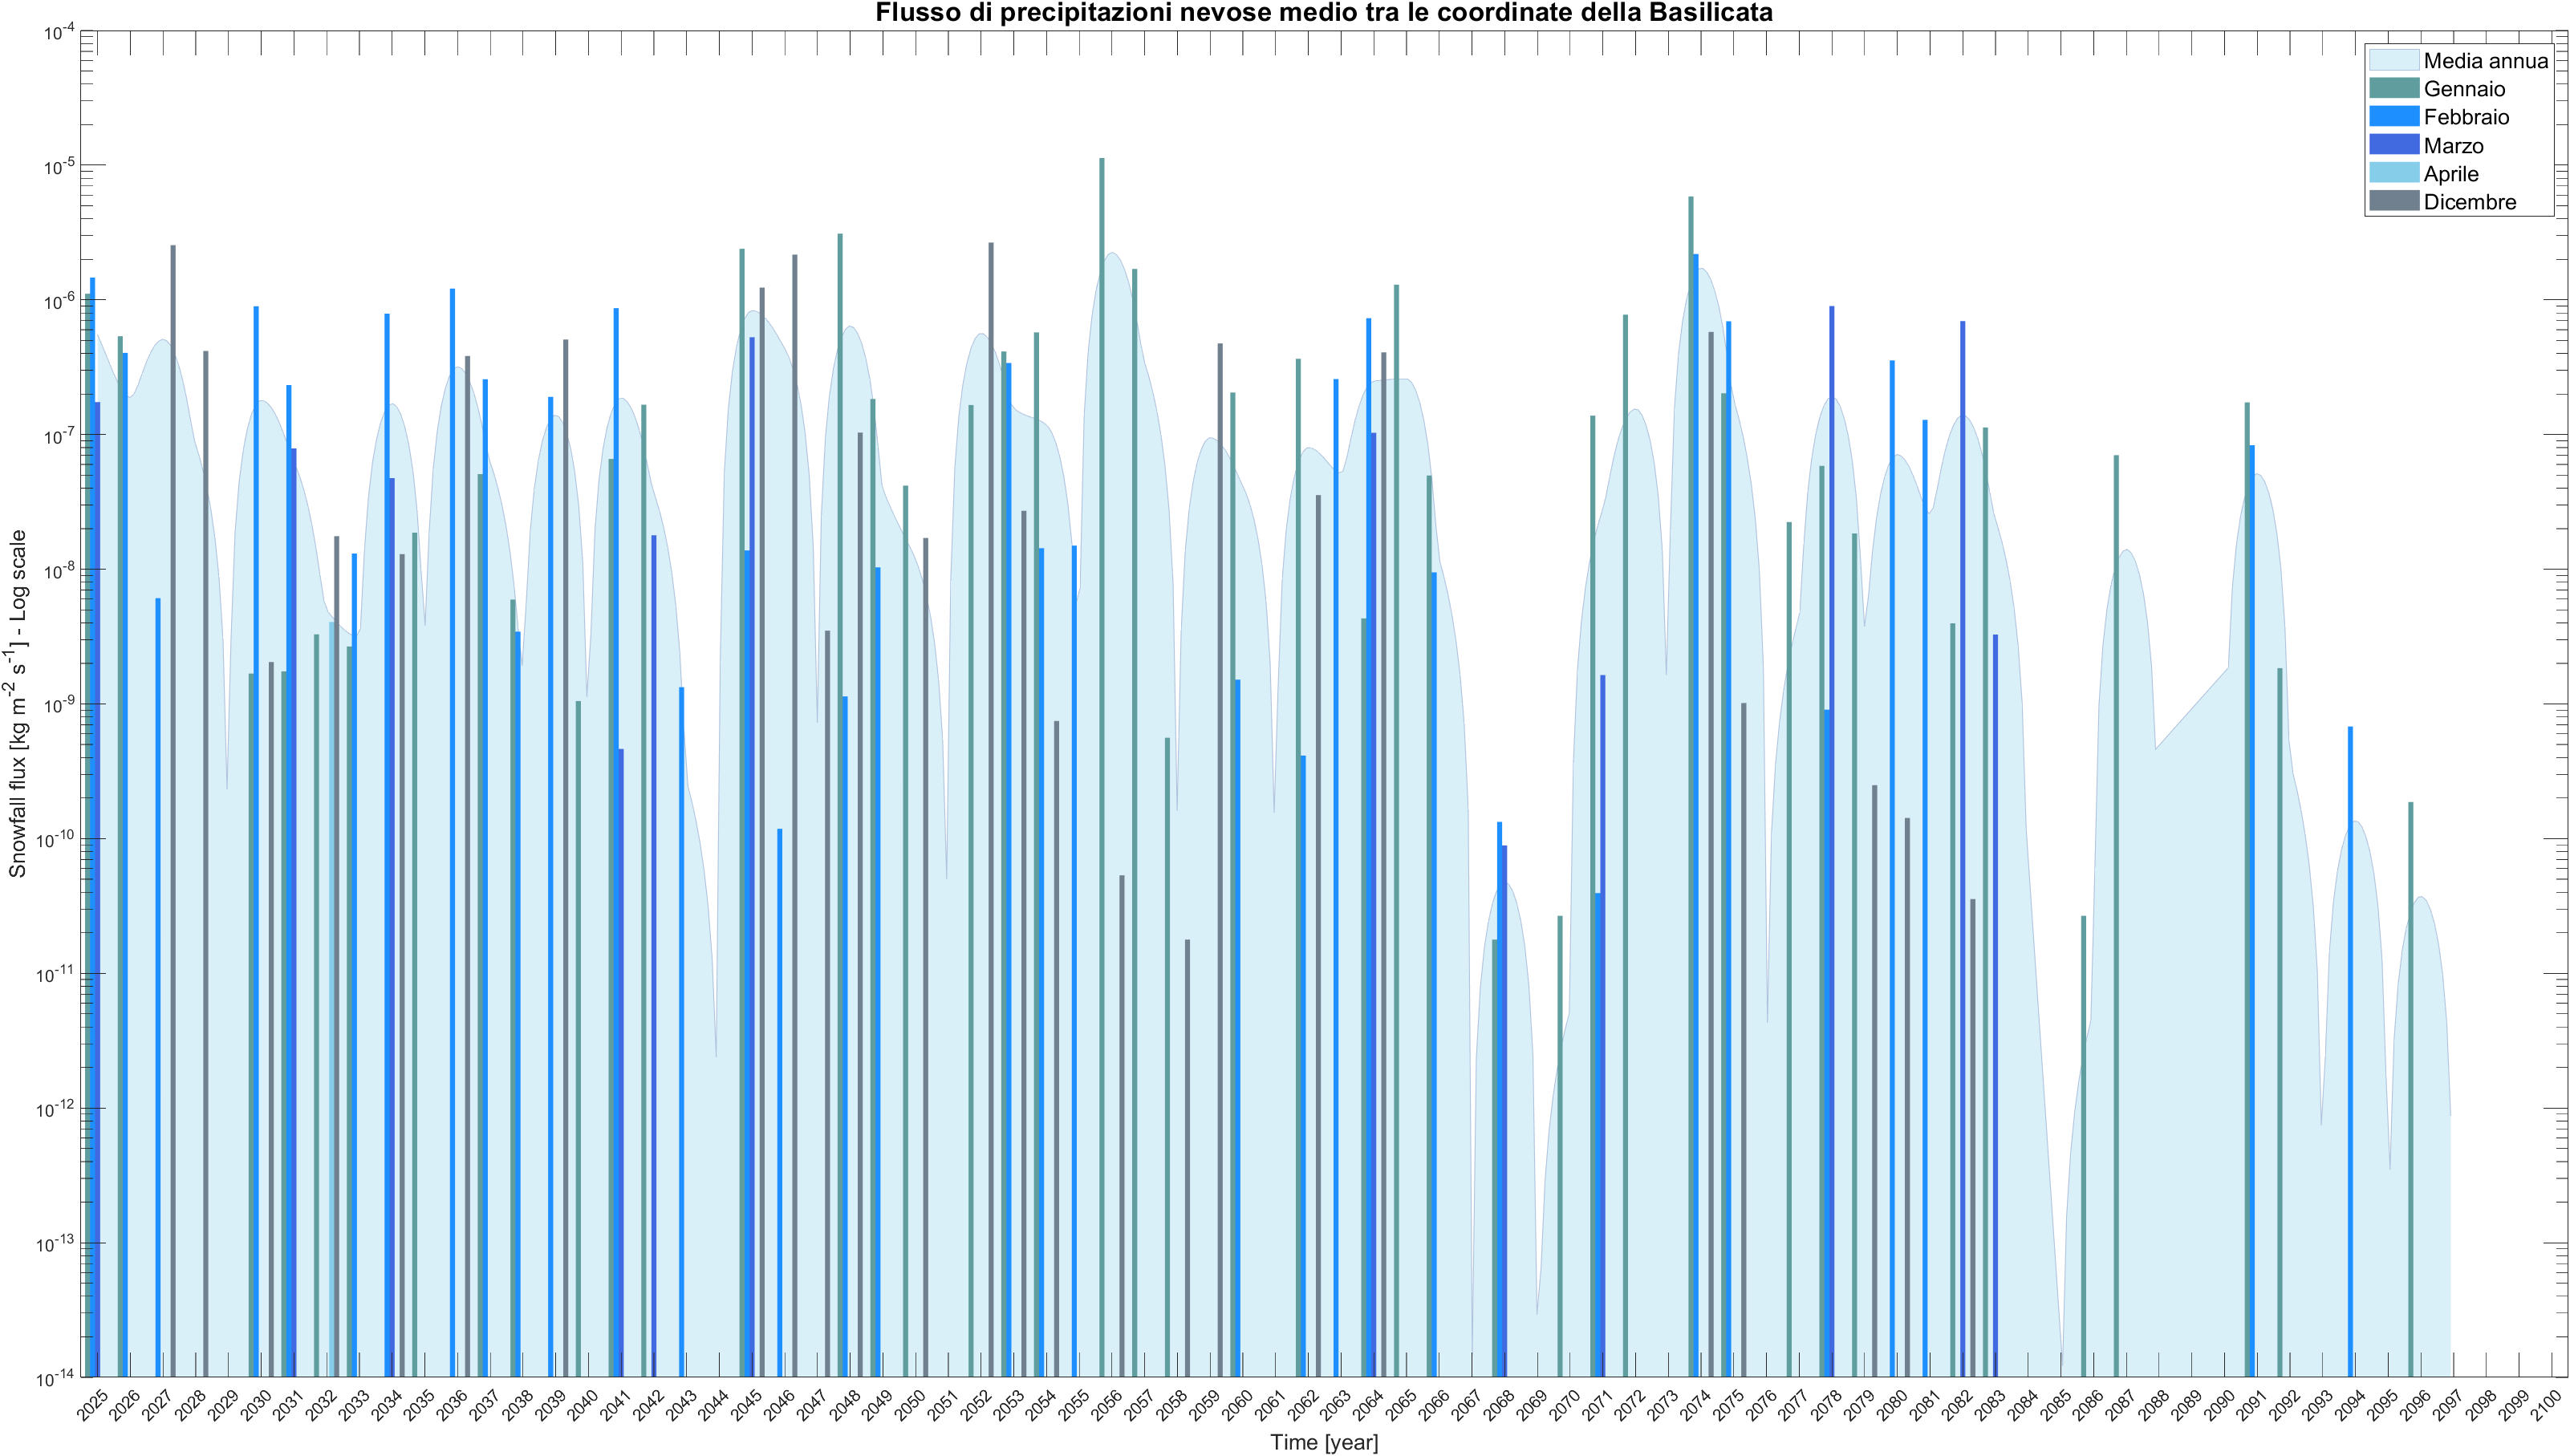 Flusso di precipitazioni nevose medio tra le coordinate della Basilicata
Snowfall flux [kg m-2 s-1] - Log scale
10-4
10-5
10-6
10-7
10-8
10-9
10-10
10-11
10-12
10-13
10-14
Media annua
Gennaio
Febbraio
Marzo
Aprile
Dicembre
2025 2026 2027 2028 2029 2030 2031 2032 2033 2034 2035 2036 2037 2038 2039 2040 2041 2042 2043 2044 2045 2046 2047 2048 2049 2050 2051 2052 2053 2054 2055 2056 2057 2058 2059 2060 2061 2062 2063 2064 2065 2066 2067 2068 2069 2070 2071 2072 2073 2074 2075 2076 2077 2078 2079 2080 2081 2082 2083 2084 2085 2086 2087 2088 2089 2090 2091 2092 2093 2094 2095 2096 2097 2098 2099 2100
Time [year]